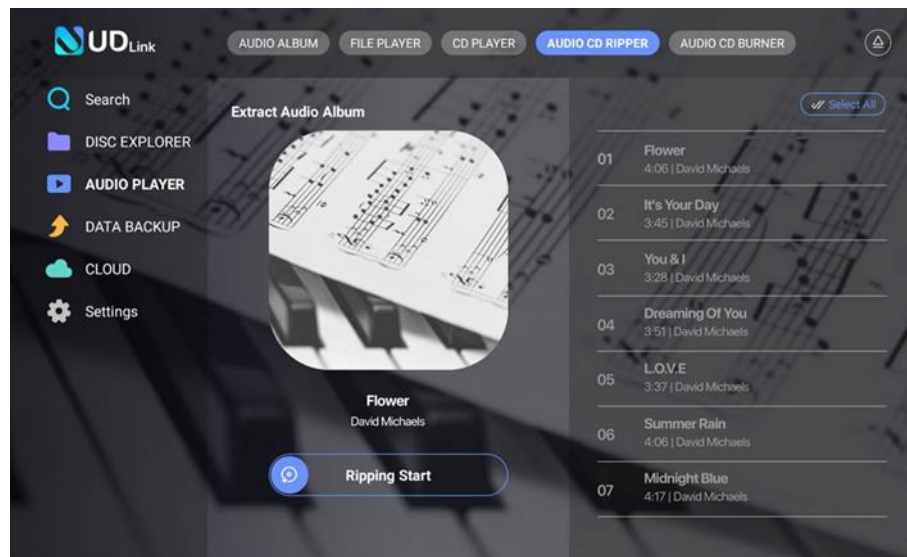 UDLink
AUDIO ALBUM
FILE PLAYER
CD PLAYER
AUDIO CD RIPPER
AUDIO CD BURNER
Search
DISC EXPLORER
AUDIO PLAYER
DATA BACKUP
CLOUD
Settings
Extract Audio Album
Flower
David Michaels
Ripping Start
Select All
01
Flower
4:06 | David Michaels
02
It's Your Day
3:45 | David Michaels
03
You & I
3:28 | David Michaels
04
Dreaming Of You
3:51 | David Michaels
05
L.O.V.E
3:37 | David Michaels
06
Summer Rain
4:06 | David Michaels
07
Midnight Blue
4:17 | David Michaels